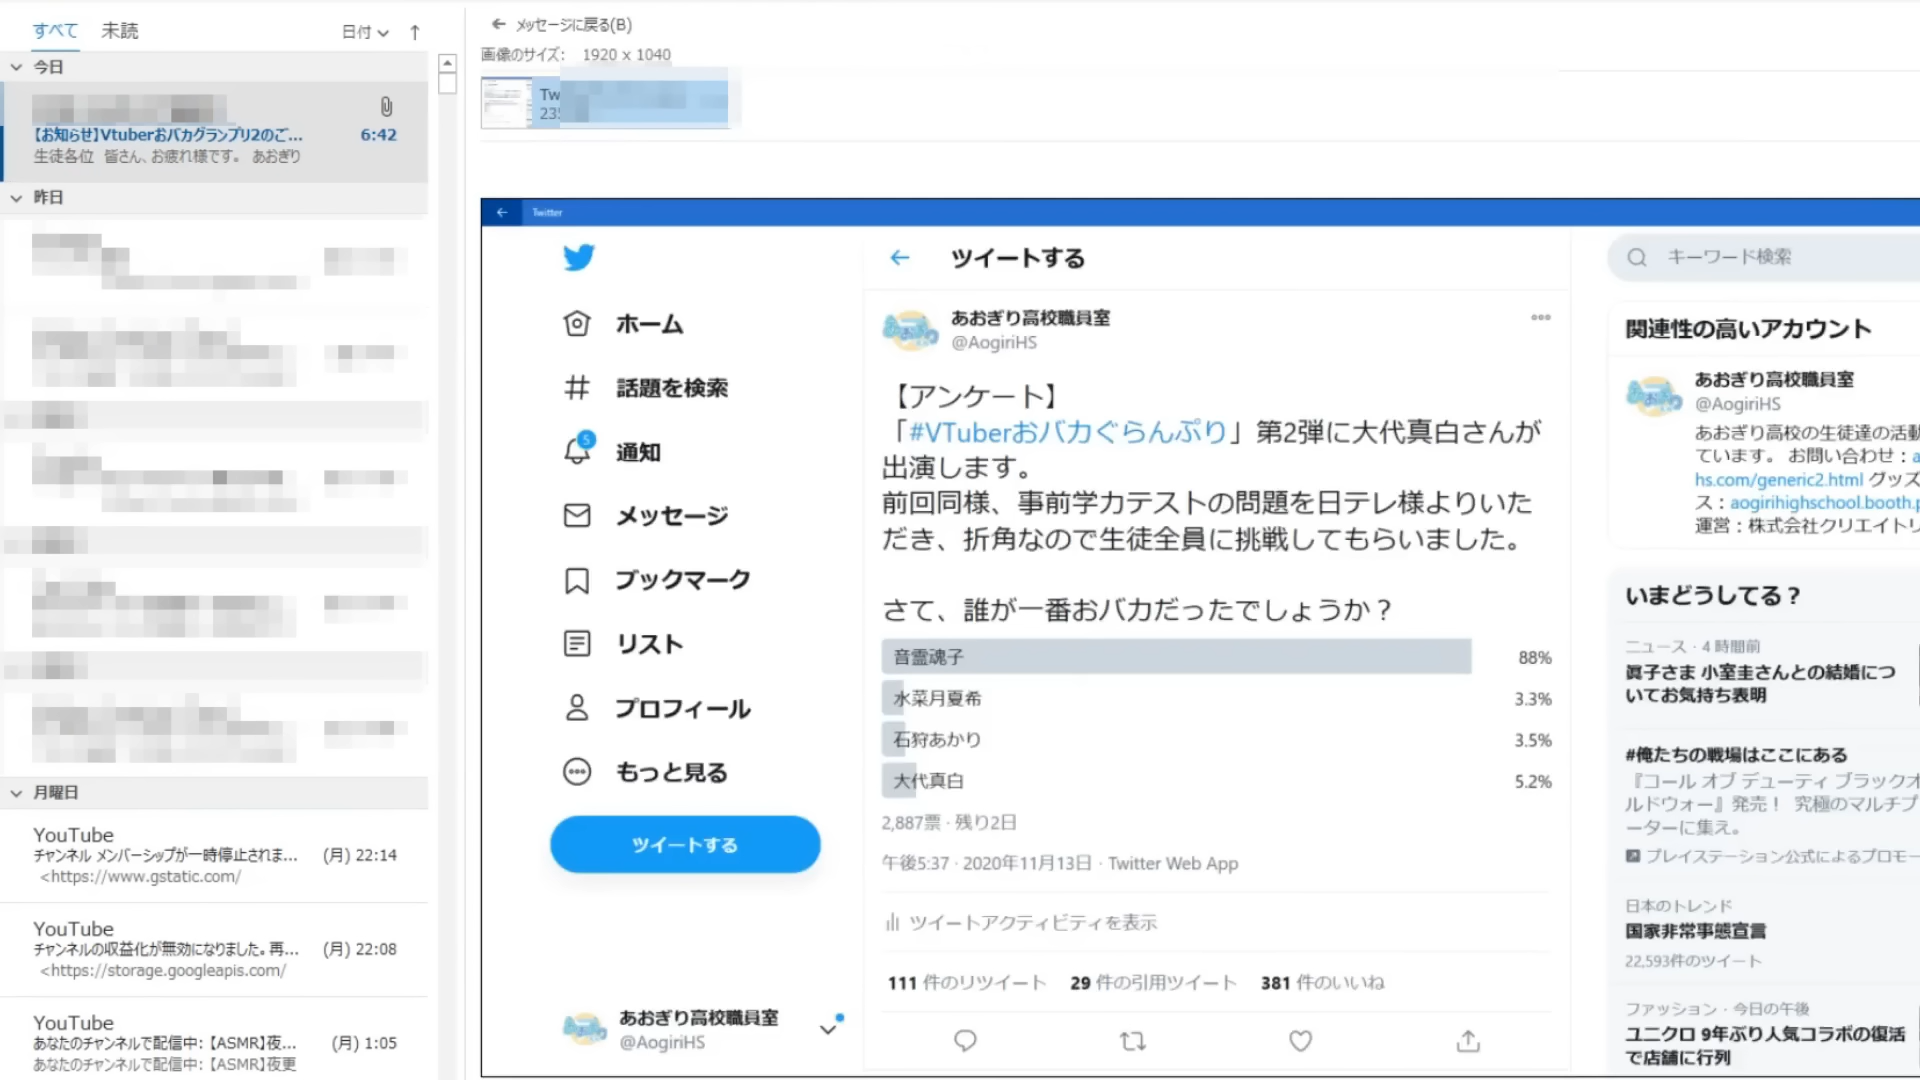 すべて 未読 日付 ↑
今日
【お知らせ】Vtuberおバカグランプリ2のご... 6:42
生徒各位 皆さん、お疲れ様です。 あおぎり
昨日
月曜日
YouTube
チャンネル メンバーシップが一時停止されま... (月) 22:14
<https://www.gstatic.com/
YouTube
チャンネルの収益化が無効になりました。再... (月) 22:08
<https://storage.googleapis.com/
YouTube
あなたのチャンネルで配信中:【ASMR】夜... (月) 1:05
あなたのチャンネルで配信中:【ASMR】夜更
← メッセージに戻る(B)
画像のサイズ: 1920 x 1040
Tw
235
← Twitter
ホーム
話題を検索
5
通知
メッセージ
ブックマーク
リスト
プロフィール
もっと見る
ツイートする
あおぎり高校職員室
@AogiriHS
← ツイートする
あおぎり高校職員室
@AogiriHS
【アンケート】
「#VTuberおバカぐらんぷり」第2弾に大代真白さんが
出演します。
前回同様、事前学力テストの問題を日テレ様よりいた
だき、折角なので生徒全員に挑戦してもらいました。
さて、誰が一番おバカだったでしょうか？
音霊魂子 88%
水菜月夏希 3.3%
石狩あかり 3.5%
大代真白 5.2%
2,887票 · 残り2日
午後5:37 · 2020年11月13日 · Twitter Web App
ツイートアクティビティを表示
111 件のリツイート 29 件の引用ツイート 381 件のいいね
キーワード検索
関連性の高いアカウント
あおぎり高校職員室
@AogiriHS
あおぎり高校の生徒達の活動
ています。 お問い合わせ：a
hs.com/generic2.html グッズ
ス：aogirihighschool.booth.p
運営：株式会社クリエイトリ
いまどうしてる？
ニュース · 4 時間前
眞子さま 小室圭さんとの結婚につ
いてお気持ち表明
#俺たちの戦場はここにある
『コール オブ デューティ ブラックオ
ルドウォー』発売！ 究極のマルチプ
ーターに集え。
プレイステーション公式によるプロモー
日本のトレンド
国家非常事態宣言
22,593件のツイート
ファッション · 今日の午後
ユニクロ 9年ぶり人気コラボの復活
で店舗に行列